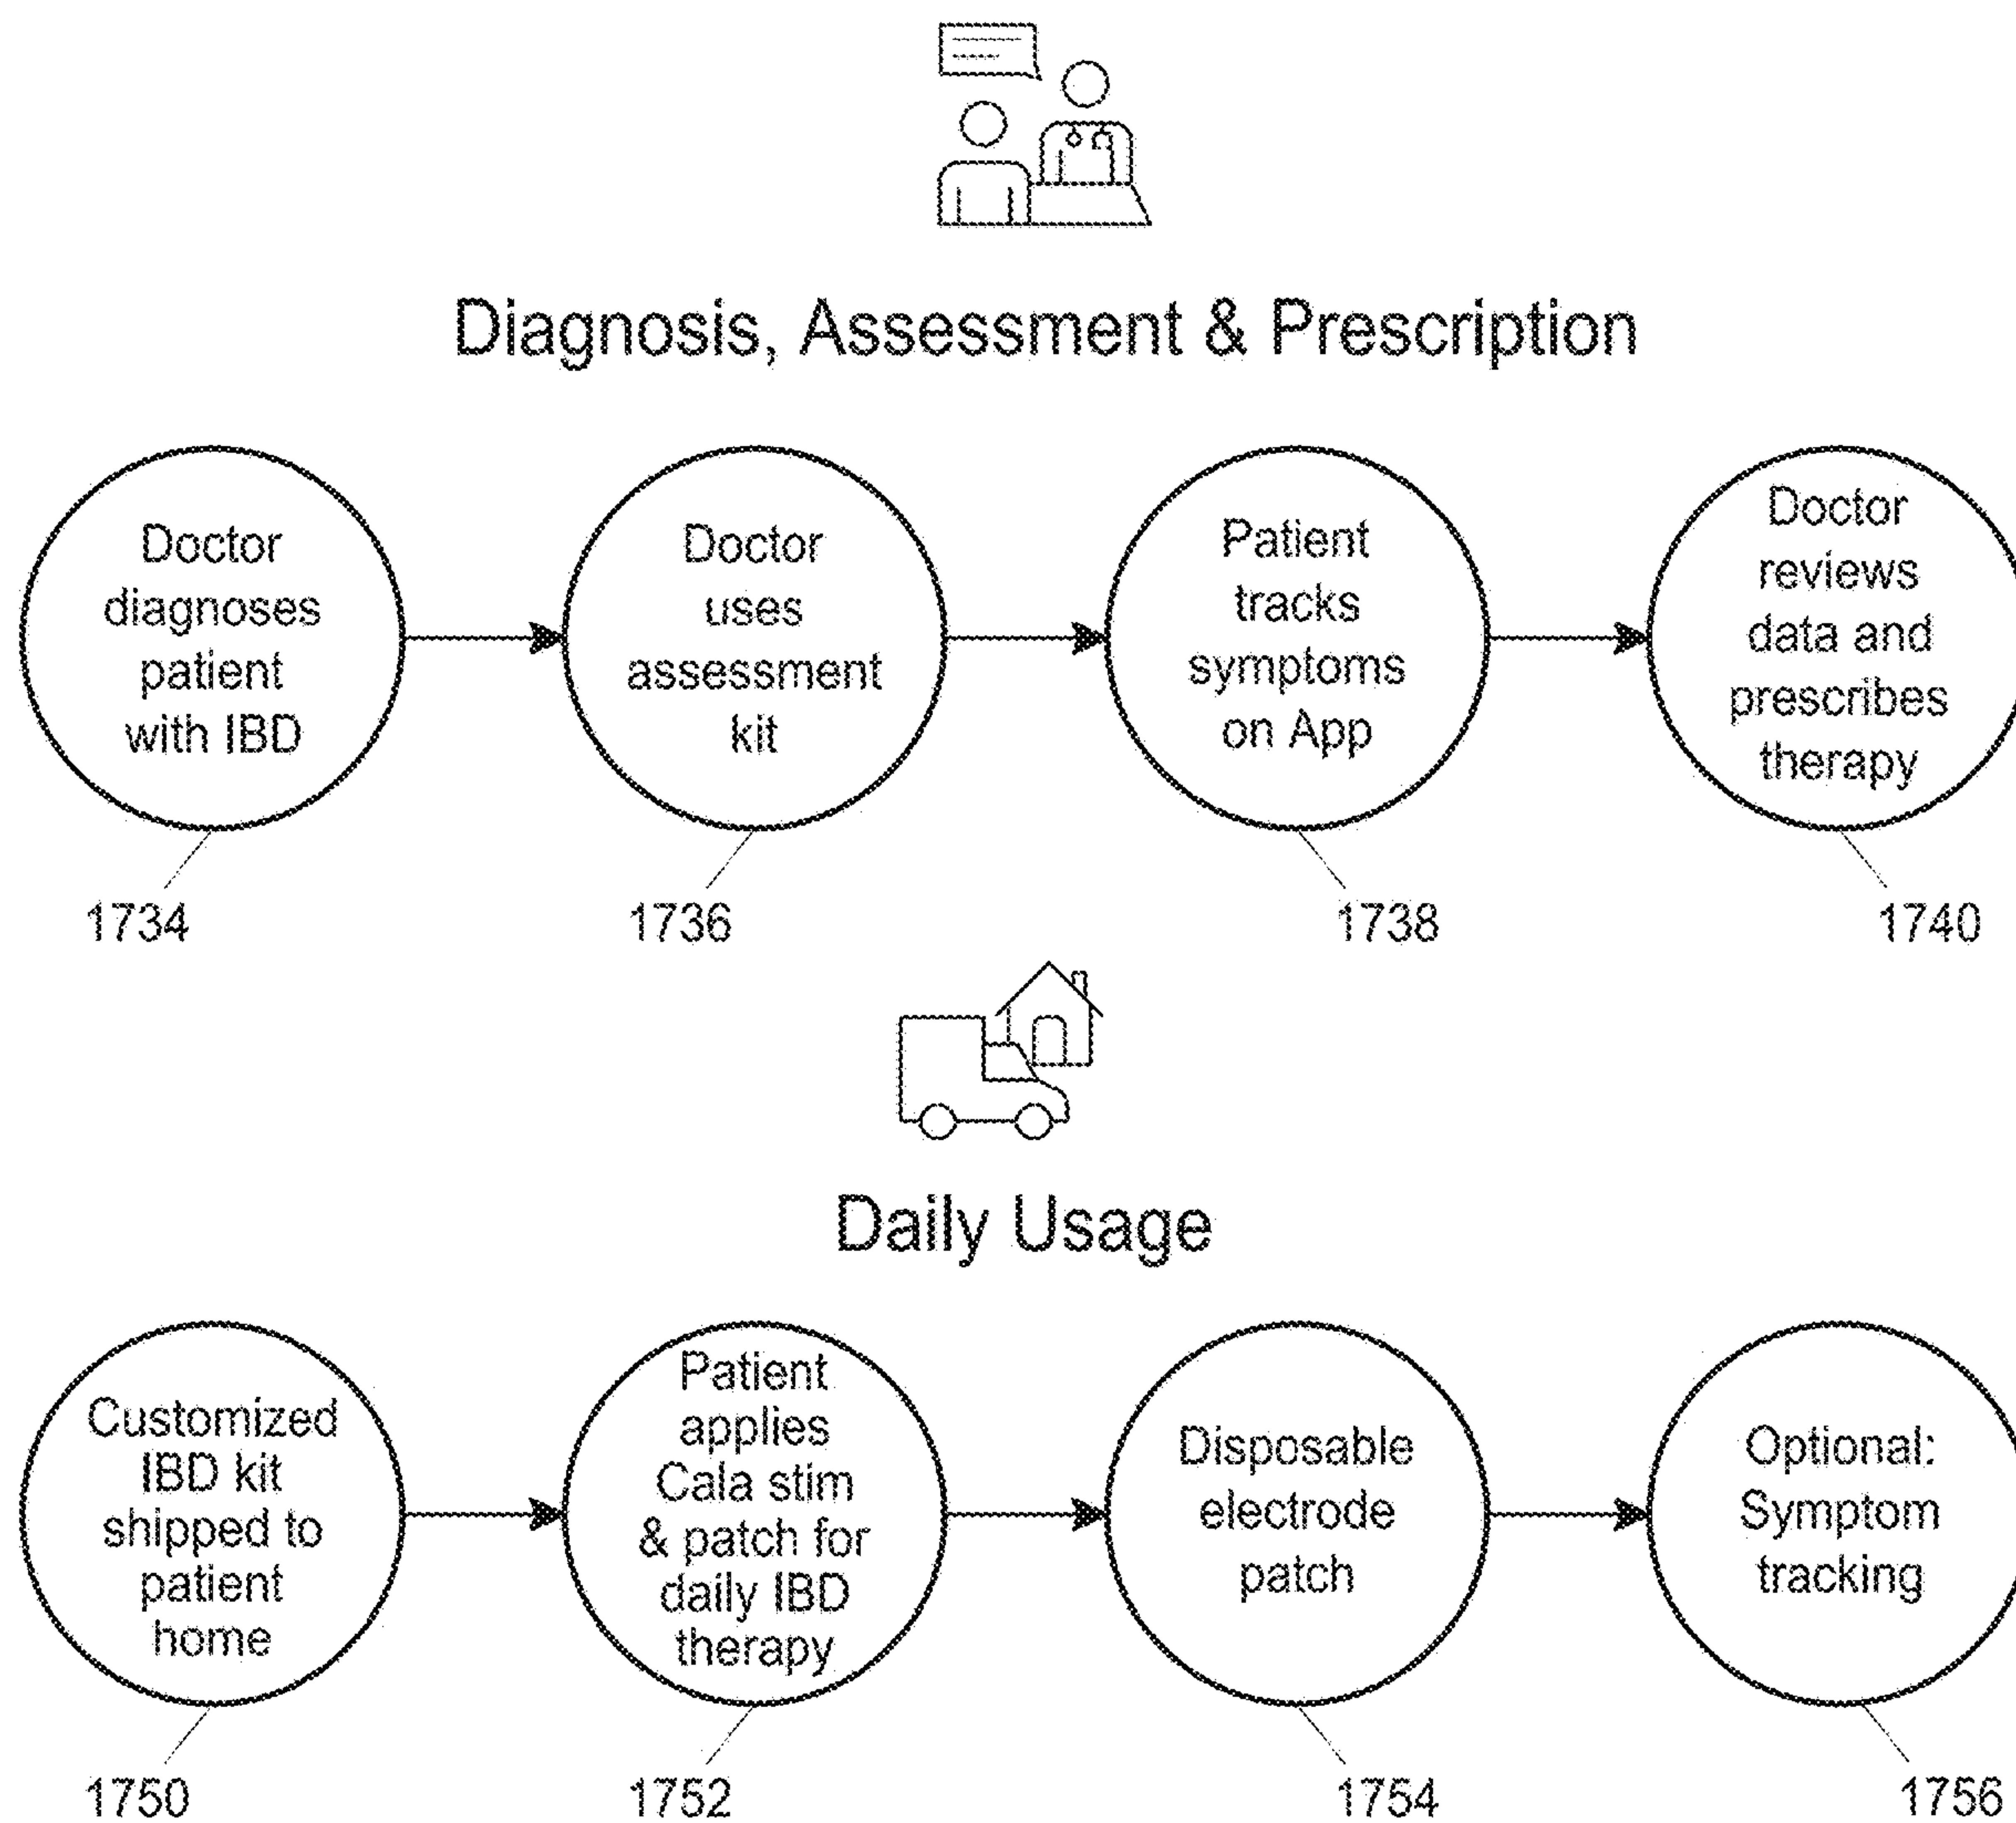 Diagnosis, Assessment & Prescription
Doctor
diagnoses
patient
with IBD
Doctor
uses
assessment
kit
Patient
tracks
symptoms
on App
Doctor
reviews
data and
prescribes
therapy
1734
1736
1738
1740
Daily Usage
Customized
IBD kit
shipped to
patient
home
Patient
applies
Cala stim
& patch for
daily IBD
therapy
Disposable
electrode
patch
Optional:
Symptom
tracking
1750
1752
1754
1756